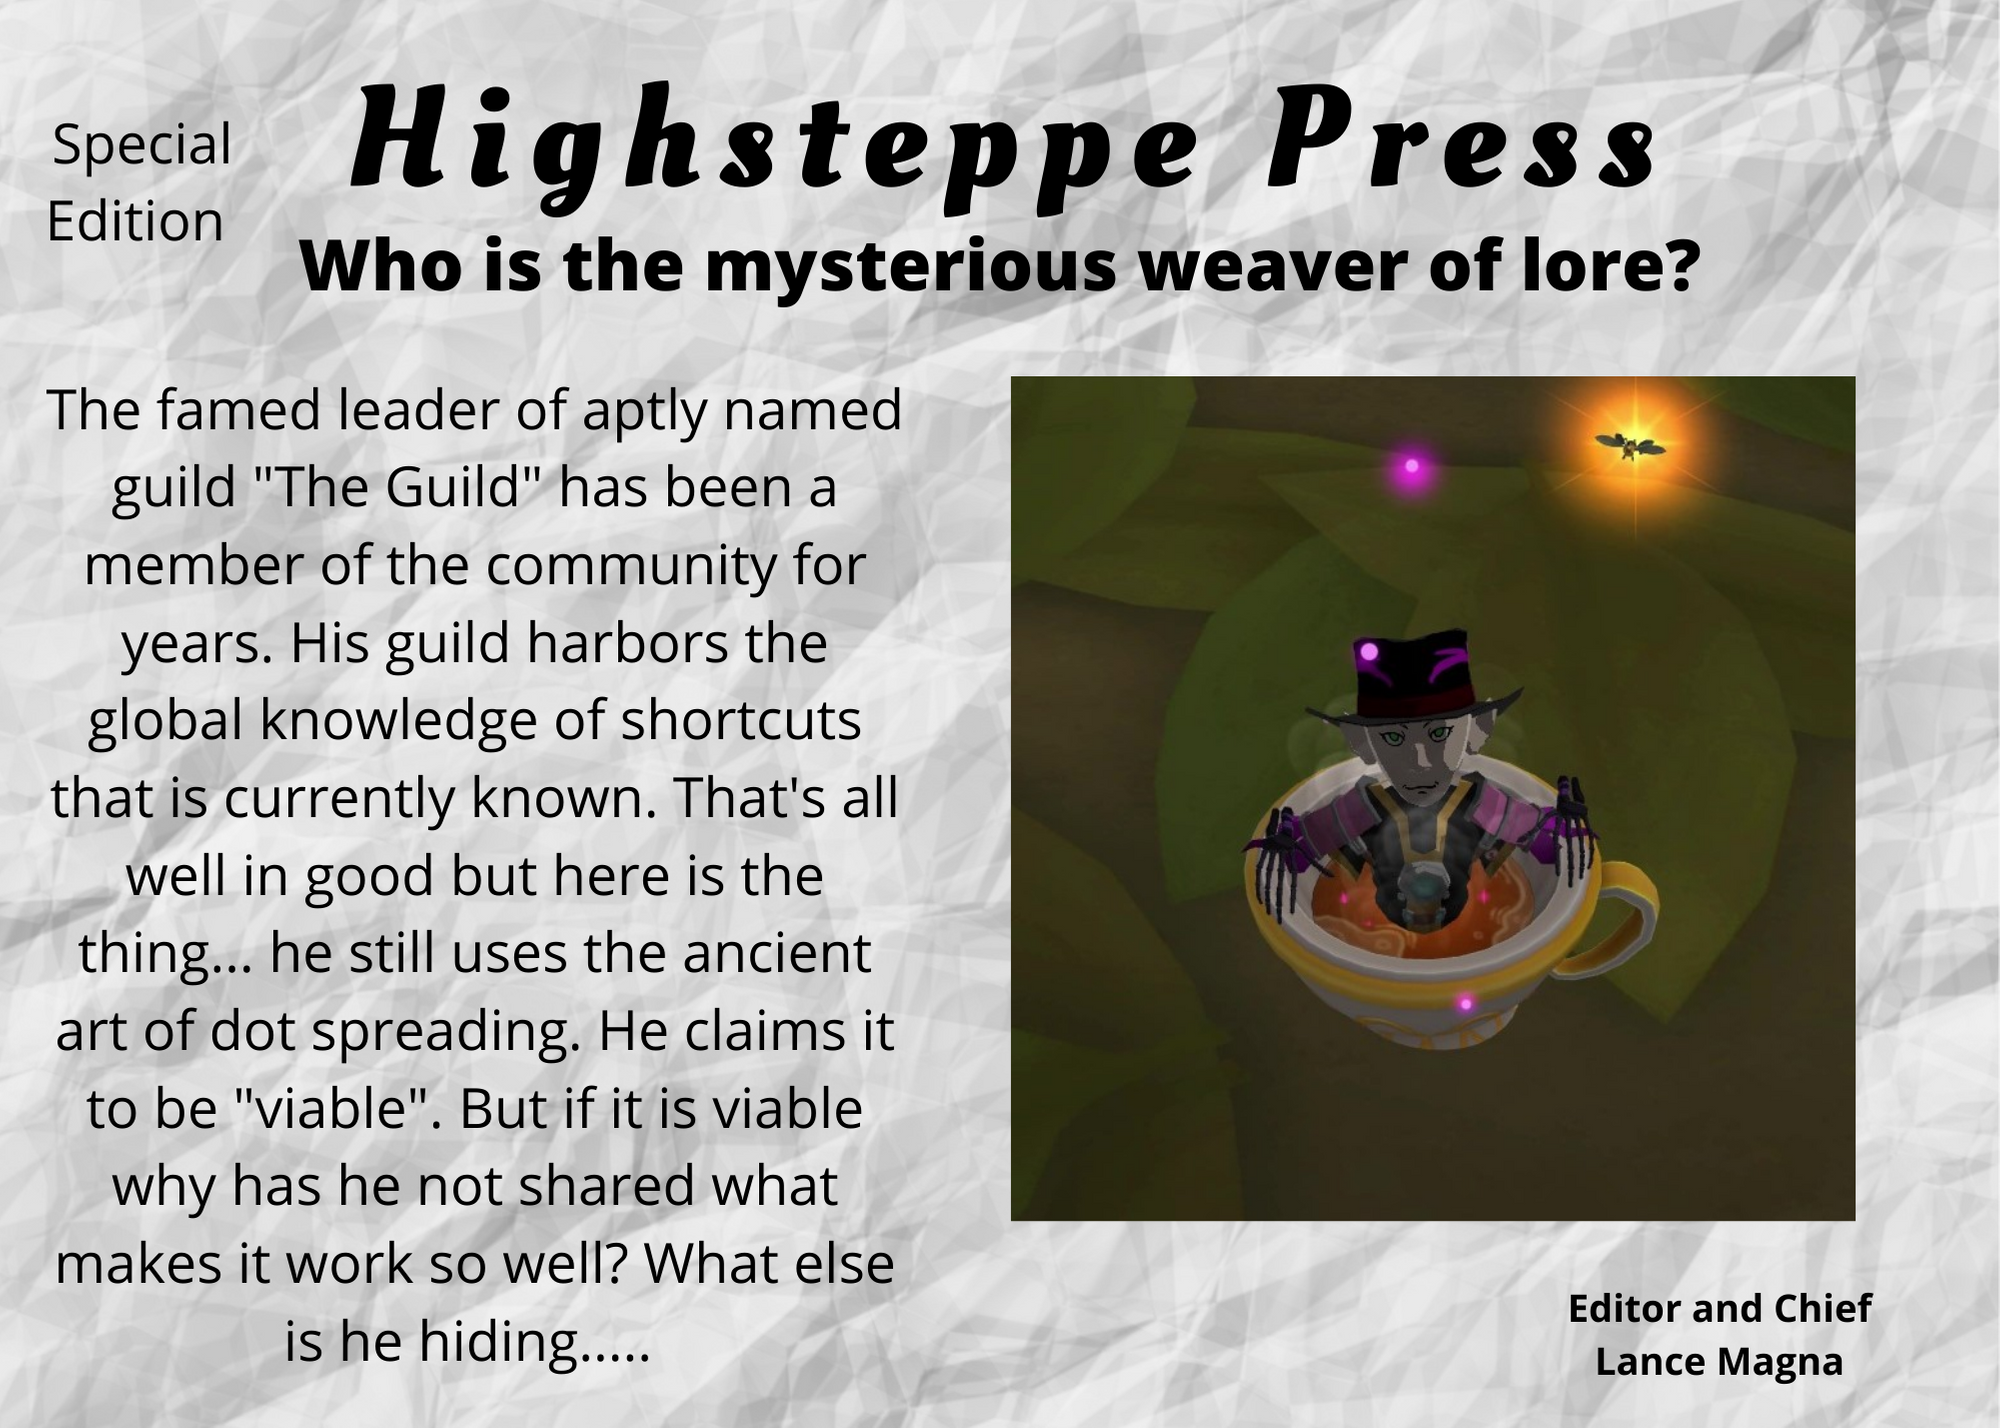 Special
Edition
Highsteppe Press
Who is the mysterious weaver of lore?
The famed leader of aptly named
guild "The Guild" has been a
member of the community for
years. His guild harbors the
global knowledge of shortcuts
that is currently known. That's all
well in good but here is the
thing... he still uses the ancient
art of dot spreading. He claims it
to be "viable". But if it is viable
why has he not shared what
makes it work so well? What else
is he hiding.....
Editor and Chief
Lance Magna